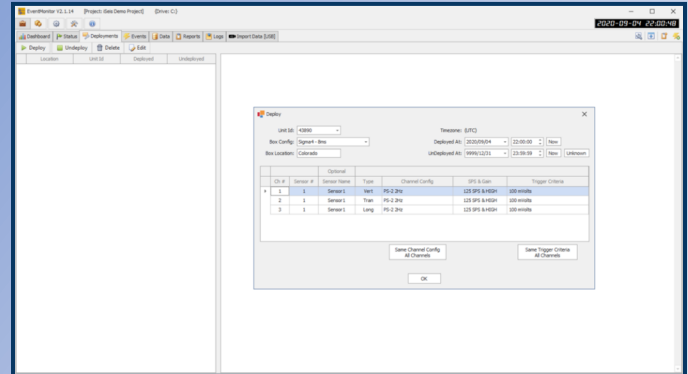 EventMonitor V2.1.14 [Project: Geia Demo Project] (Drive: C:)
2020-09-04 22:00:48
Dashboard Status Deployments Events Data Reports Logs Import Data [USB]
Deploy Undeploy Delete Edit
Location Unit Id Deployed Undeployed
Deploy
Unit Id: 43890 Timezone: (UTC)
Box Config: Sigma4 - 8mo Deployed At: 2020/09/04 22:00:00 Now
Box Location: Colorado UnDeployed At: 9999/12/31 23:59:59 Now Unknown
Optional
Ch # Sensor # Sensor Name Type Channel Config SPS & Gain Trigger Criteria
1 1 Sensor1 Vert PS-2 2Hz 125 SPS & HIGH 100 mVolts
2 1 Sensor1 Tran PS-2 2Hz 125 SPS & HIGH 100 mVolts
3 1 Sensor1 Long PS-2 2Hz 125 SPS & HIGH 100 mVolts
Same Channel Config Same Trigger Criteria
All Channels All Channels
OK